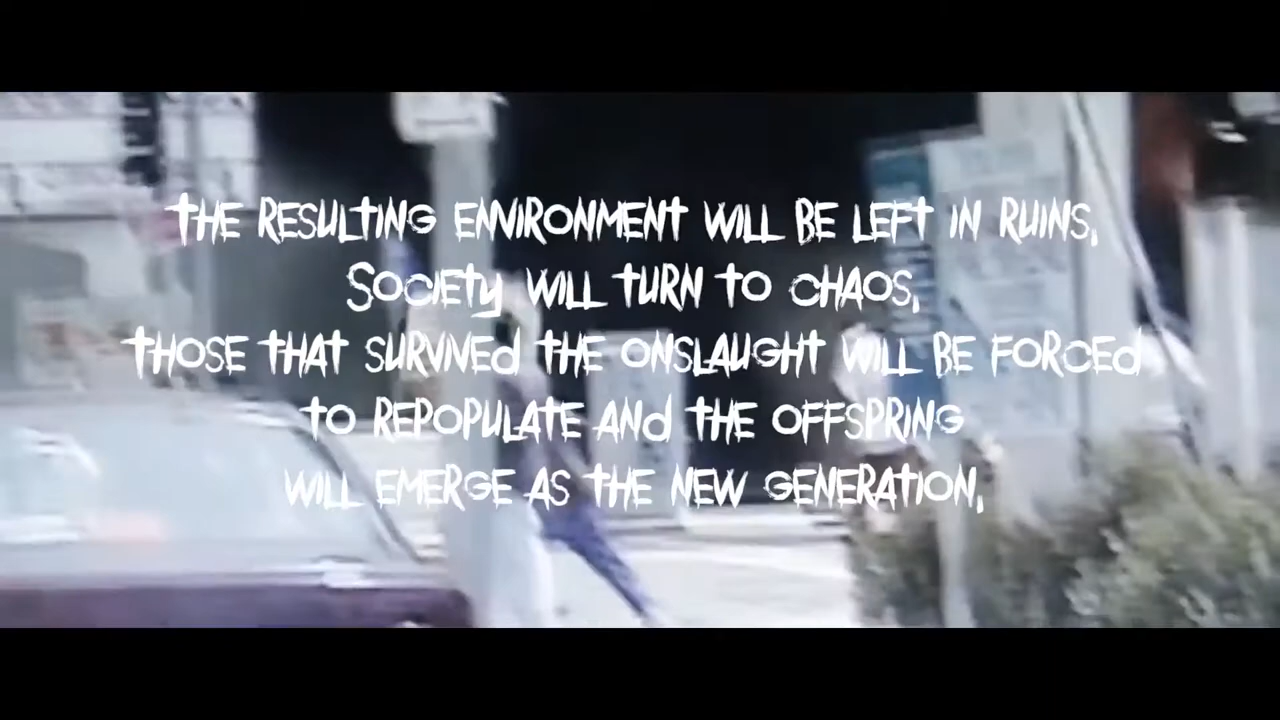 THE RESULTING ENVIRONMENT WILL BE LEFT IN RUINS.
SOCIETY WILL TURN TO CHAOS.
THOSE THAT SURVIVED THE ONSLAUGHT WILL BE FORCED
TO REPOPULATE AND THE OFFSPRING
WILL EMERGE AS THE NEW GENERATION.